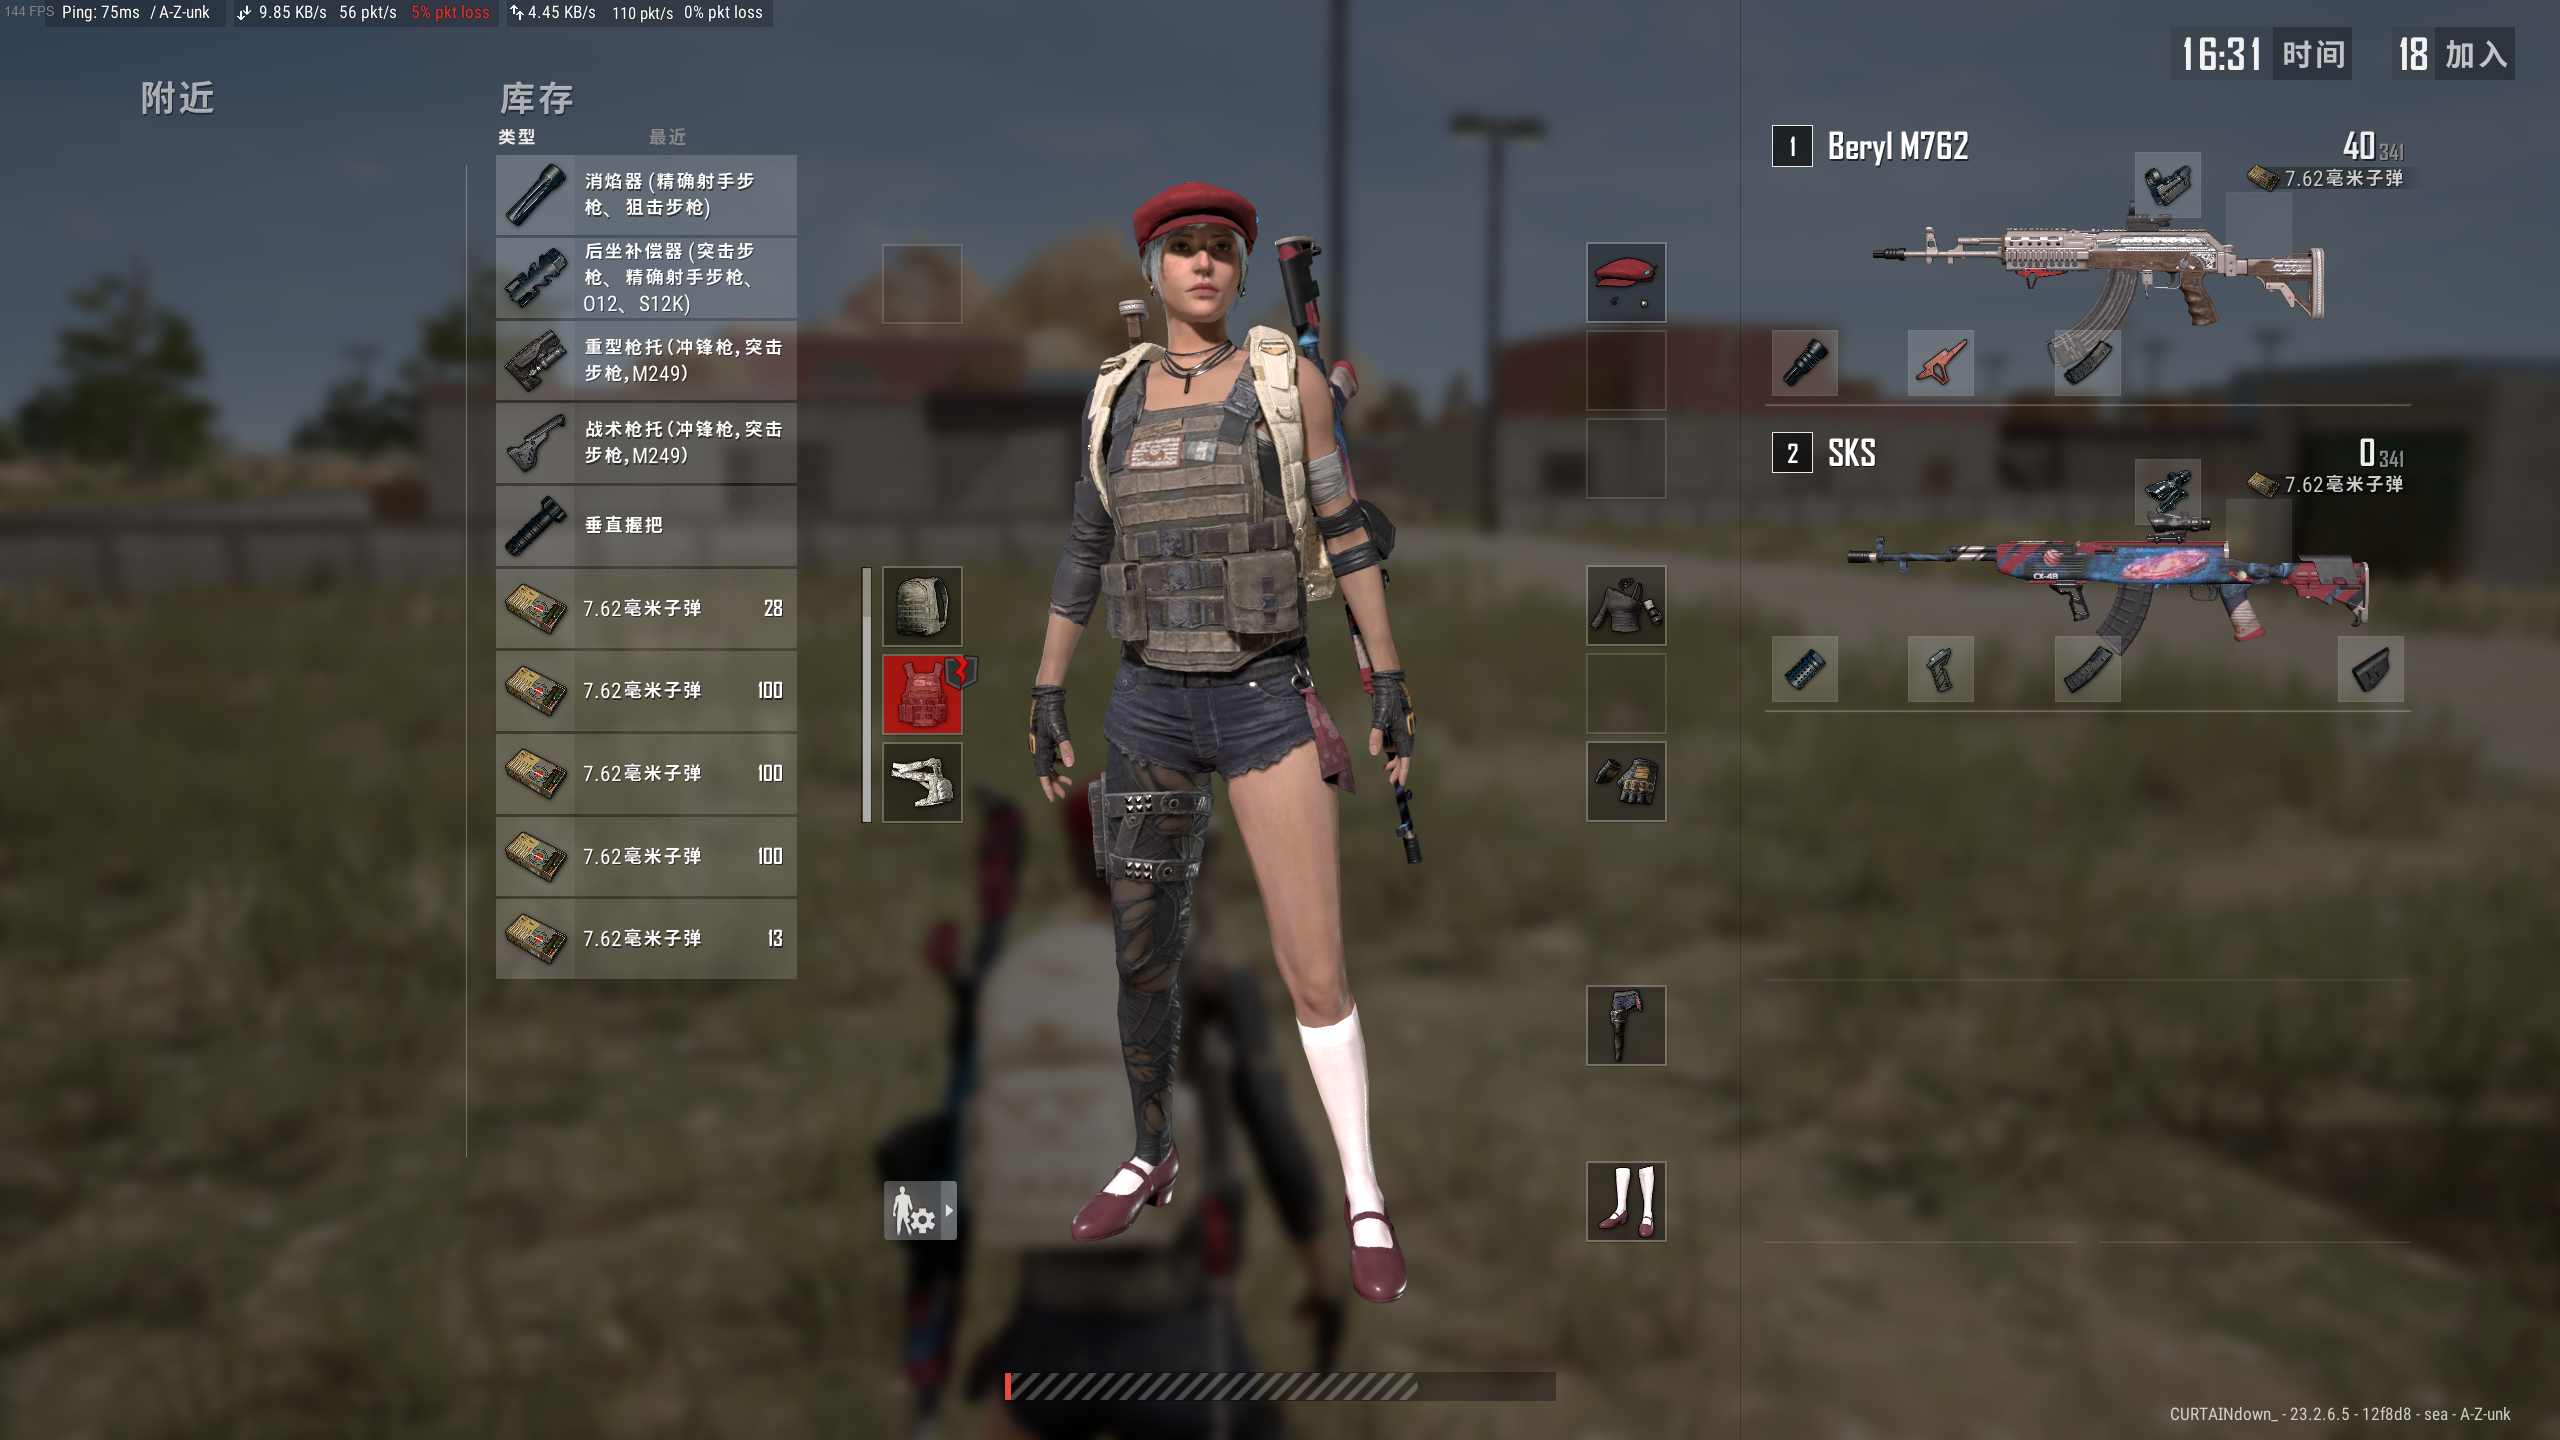 144 FPS Ping: 75ms / A-Z-unk 9.85 KB/s 56 pkt/s 5% pkt loss 4.45 KB/s 110 pkt/s 0% pkt loss
16:31 时间 18 加入
附近
库存
类型 最近
消焰器 (精确射手步
枪、狙击步枪)
后坐补偿器 (突击步
枪、精确射手步枪、
O12、S12K)
重型枪托(冲锋枪,突击
步枪,M249)
战术枪托(冲锋枪,突击
步枪,M249)
垂直握把
7.62毫米子弹 28
7.62毫米子弹 100
7.62毫米子弹 100
7.62毫米子弹 100
7.62毫米子弹 13
1 Beryl M762 40 341
7.62毫米子弹
2 SKS 0 341
7.62毫米子弹
CX-4B
CURTAINdown_ - 23.2.6.5 - 12f8d8 - sea - A-Z-unk